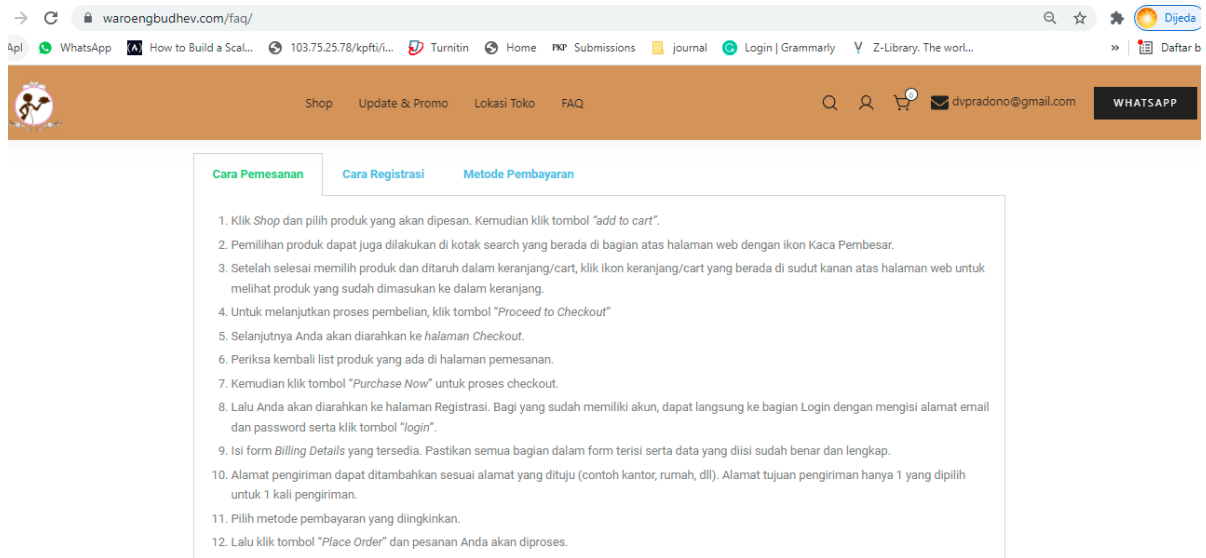 waroengbudhev.com/faq/
Dijeda
Apl WhatsApp How to Build a Scal... 103.75.25.78/kpfti/i... Turnitin Home PKP Submissions journal Login | Grammarly Z-Library. The worl... » Daftar b
Shop Update & Promo Lokasi Toko FAQ 0 dvpradono@gmail.com WHATSAPP
Cara Pemesanan Cara Registrasi Metode Pembayaran
1. Klik Shop dan pilih produk yang akan dipesan. Kemudian klik tombol “add to cart”.
2. Pemilihan produk dapat juga dilakukan di kotak search yang berada di bagian atas halaman web dengan ikon Kaca Pembesar.
3. Setelah selesai memilih produk dan ditaruh dalam keranjang/cart, klik ikon keranjang/cart yang berada di sudut kanan atas halaman web untuk
melihat produk yang sudah dimasukan ke dalam keranjang.
4. Untuk melanjutkan proses pembelian, klik tombol “Proceed to Checkout”
5. Selanjutnya Anda akan diarahkan ke halaman Checkout.
6. Periksa kembali list produk yang ada di halaman pemesanan.
7. Kemudian klik tombol “Purchase Now” untuk proses checkout.
8. Lalu Anda akan diarahkan ke halaman Registrasi. Bagi yang sudah memiliki akun, dapat langsung ke bagian Login dengan mengisi alamat email
dan password serta klik tombol “login”.
9. Isi form Billing Details yang tersedia. Pastikan semua bagian dalam form terisi serta data yang diisi sudah benar dan lengkap.
10. Alamat pengiriman dapat ditambahkan sesuai alamat yang dituju (contoh kantor, rumah, dll). Alamat tujuan pengiriman hanya 1 yang dipilih
untuk 1 kali pengiriman.
11. Pilih metode pembayaran yang diingkinkan.
12. Lalu klik tombol “Place Order” dan pesanan Anda akan diproses.